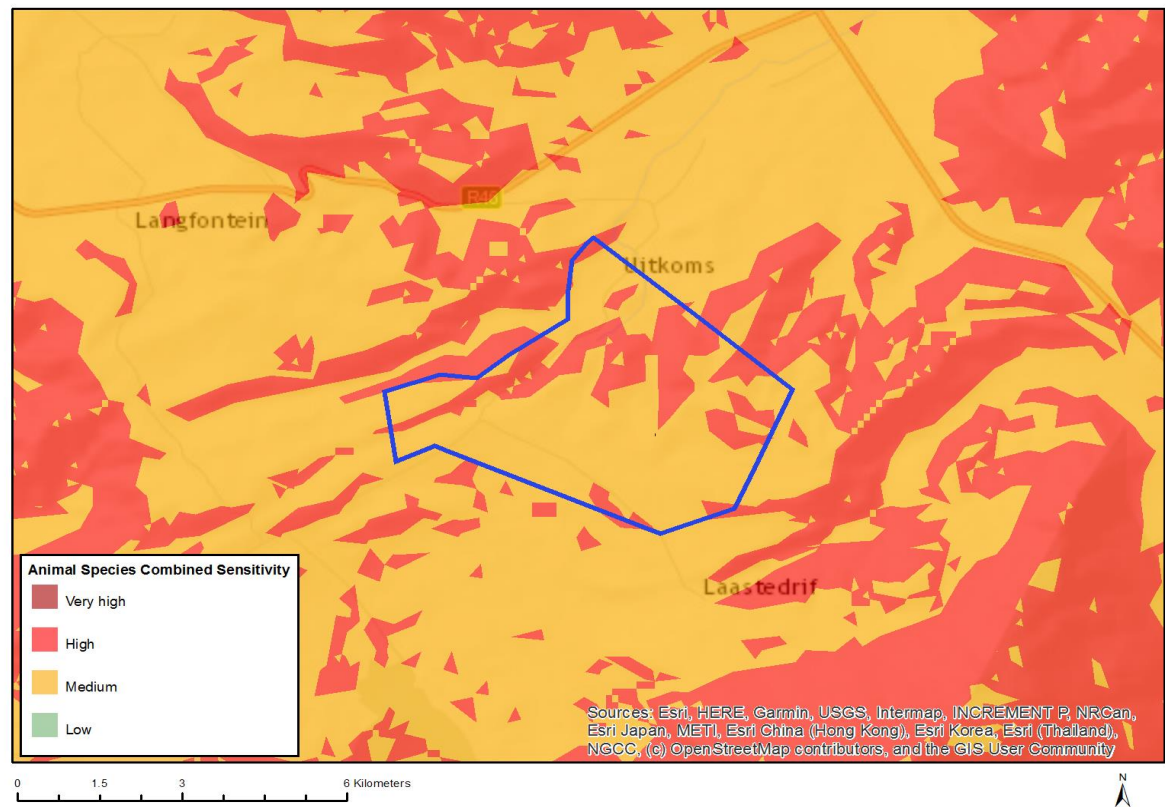 Langfontein
R46
Uitkoms
Laastedrif
Animal Species Combined Sensitivity
Very high
High
Medium
Low
Sources: Esri, HERE, Garmin, USGS, Intermap, INCREMENT P, NRCan,
Esri Japan, METI, Esri China (Hong Kong), Esri Korea, Esri (Thailand),
NGCC, (c) OpenStreetMap contributors, and the GIS User Community
0 1.5 3 6 Kilometers
N